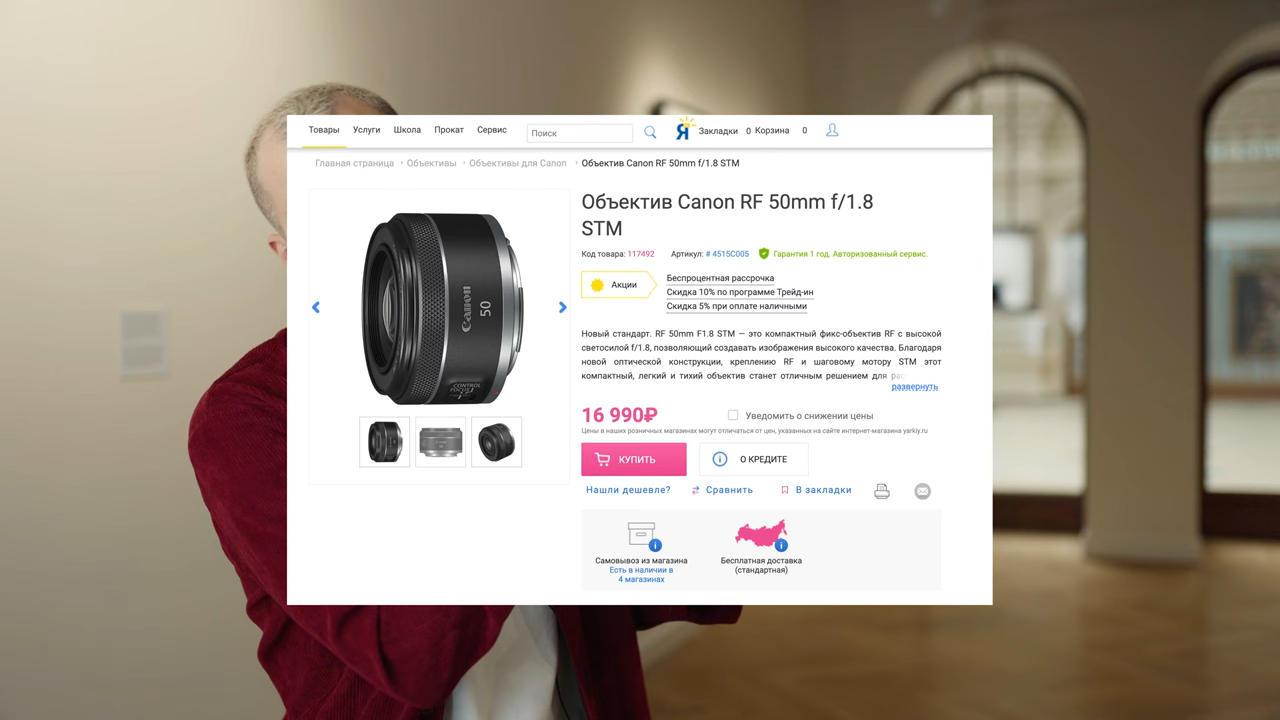 Товары Услуги Школа Прокат Сервис Поиск Я Закладки 0 Корзина 0
Главная страница › Объективы › Объективы для Canon › Объектив Canon RF 50mm f/1.8 STM
Canon
50
CONTROL
FOCUS
Объектив Canon RF 50mm f/1.8
STM
Код товара: 117492 Артикул: # 4515C005 Гарантия 1 год. Авторизованный сервис.
Акции
Беспроцентная рассрочка
Скидка 10% по программе Трейд-ин
Скидка 5% при оплате наличными
Новый стандарт. RF 50mm F1.8 STM — это компактный фикс-объектив RF с высокой
светосилой f/1.8, позволяющий создавать изображения высокого качества. Благодаря
новой оптической конструкции, креплению RF и шаговому мотору STM этот
компактный, легкий и тихий объектив станет отличным решением для
развернуть
16 990₽ Уведомить о снижении цены
Цены в наших розничных магазинах могут отличаться от цен, указанных на сайте интернет-магазина yarkiy.ru
КУПИТЬ i О КРЕДИТЕ
Нашли дешевле? Сравнить В закладки
i i
Самовывоз из магазина
Есть в наличии в
4 магазинах
Бесплатная доставка
(стандартная)